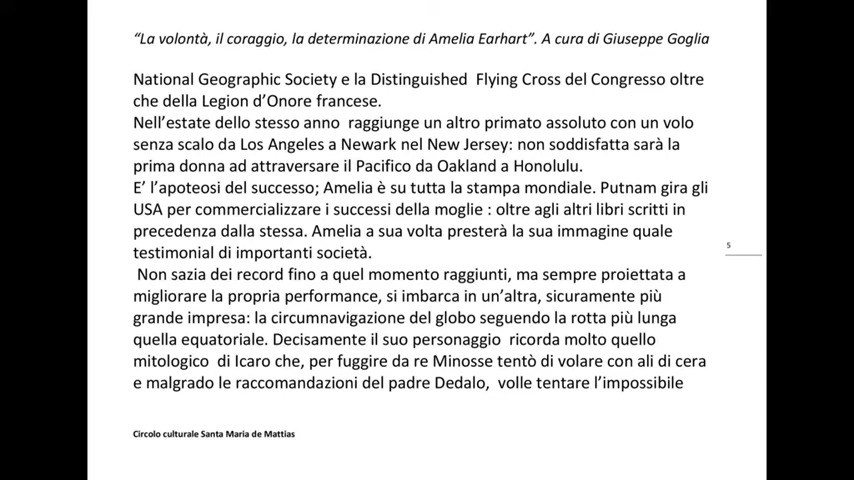 “La volontà, il coraggio, la determinazione di Amelia Earhart”. A cura di Giuseppe Goglia
National Geographic Society e la Distinguished Flying Cross del Congresso oltre
che della Legion d’Onore francese.
Nell’estate dello stesso anno raggiunge un altro primato assoluto con un volo
senza scalo da Los Angeles a Newark nel New Jersey: non soddisfatta sarà la
prima donna ad attraversare il Pacifico da Oakland a Honolulu.
E’ l’apoteosi del successo; Amelia è su tutta la stampa mondiale. Putnam gira gli
USA per commercializzare i successi della moglie : oltre agli altri libri scritti in
precedenza dalla stessa. Amelia a sua volta presterà la sua immagine quale
testimonial di importanti società.
5
Non sazia dei record fino a quel momento raggiunti, ma sempre proiettata a
migliorare la propria performance, si imbarca in un’altra, sicuramente più
grande impresa: la circumnavigazione del globo seguendo la rotta più lunga
quella equatoriale. Decisamente il suo personaggio ricorda molto quello
mitologico di Icaro che, per fuggire da re Minosse tentò di volare con ali di cera
e malgrado le raccomandazioni del padre Dedalo, volle tentare l’impossibile
Circolo culturale Santa Maria de Mattias